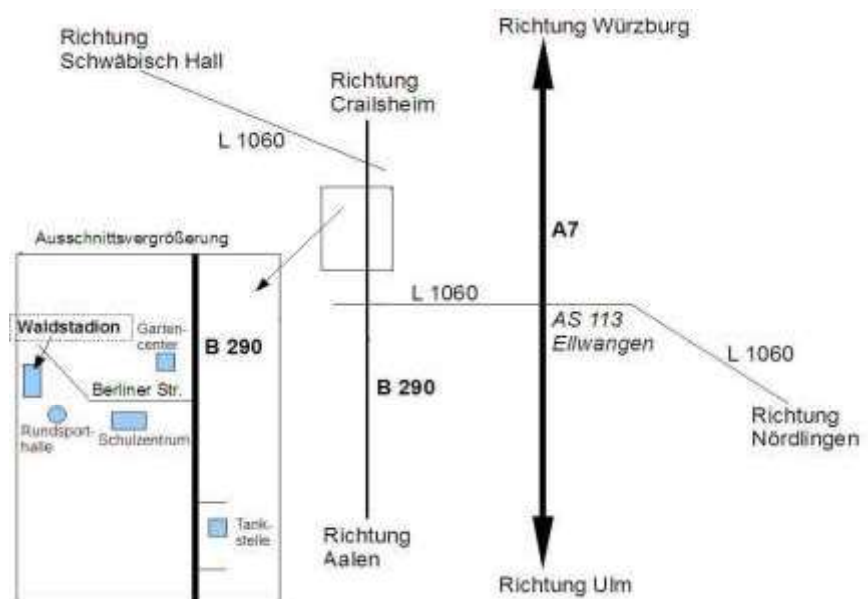 Richtung
Schwäbisch Hall
L 1060
Richtung
Crailsheim
Richtung Würzburg
A7
L 1060
AS 113
Ellwangen
L 1060
Richtung
Nördlingen
B 290
Richtung
Aalen
Richtung Ulm
Ausschnittsvergrößerung
Waldstadion
Garten-
center
B 290
Berliner Str.
Rundsport-
halle
Schulzentrum
Tank-
stelle